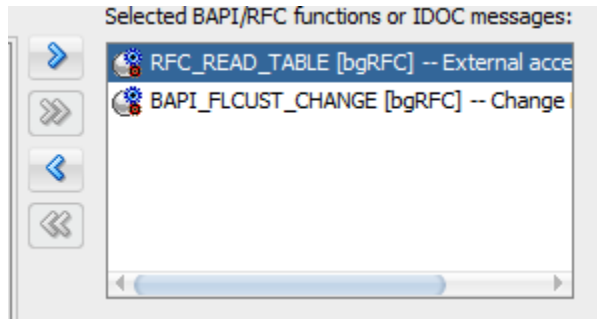 Selected BAPI/RFC functions or IDOC messages:
RFC_READ_TABLE [bgRFC] -- External acce
BAPI_FLCUST_CHANGE [bgRFC] -- Change